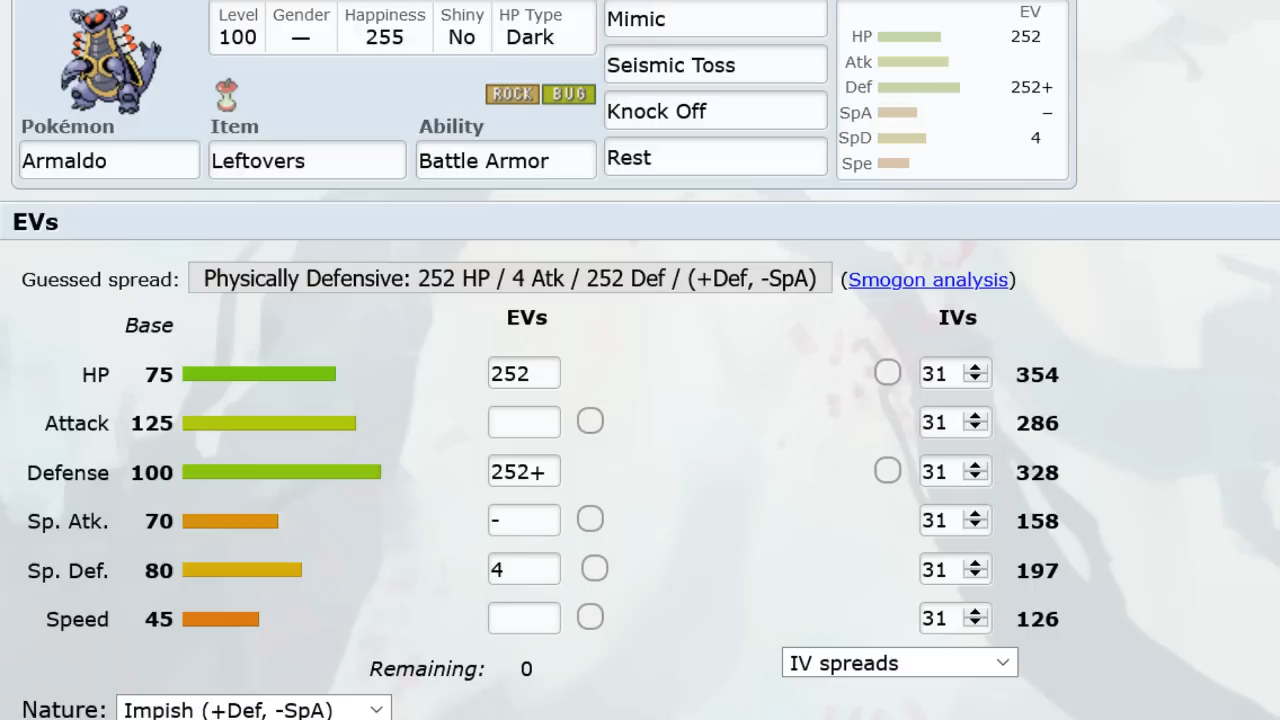 Level Gender Happiness Shiny HP Type
100 — 255 No Dark
Mimic
Seismic Toss
Knock Off
Rest
ROCK BUG
Pokémon Item Ability
Armaldo Leftovers Battle Armor
EV
HP 252
Atk
Def 252+
SpA –
SpD 4
Spe
EVs
Guessed spread: Physically Defensive: 252 HP / 4 Atk / 252 Def / (+Def, -SpA) (Smogon analysis)
Base EVs IVs
HP 75 252 31 354
Attack 125 31 286
Defense 100 252+ 31 328
Sp. Atk. 70 - 31 158
Sp. Def. 80 4 31 197
Speed 45 31 126
Remaining: 0 IV spreads
Nature: Impish (+Def, -SpA)